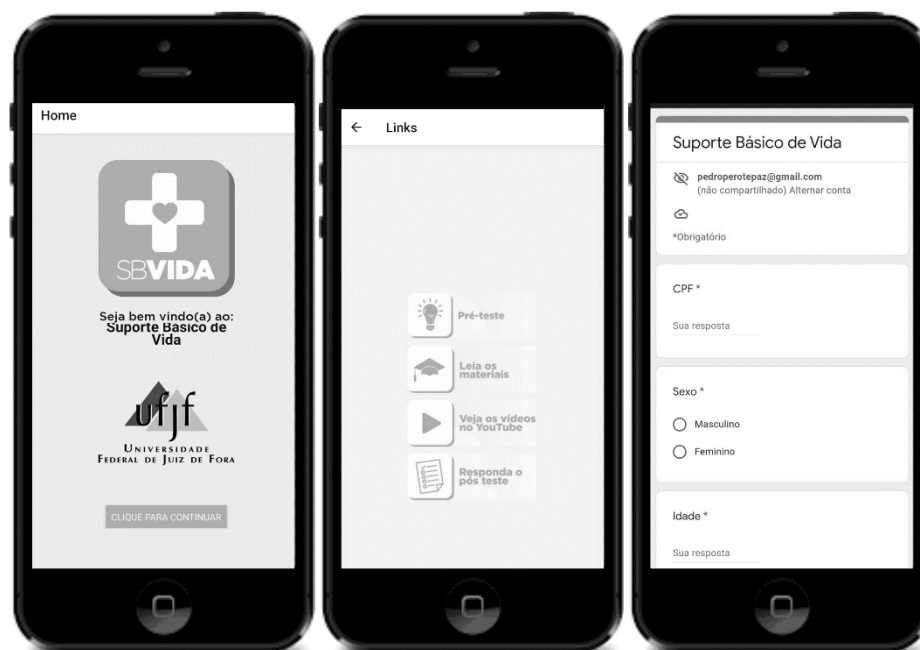 Home
SBVIDA
Seja bem vindo(a) ao:
Suporte Básico de
Vida
ufjf
UNIVERSIDADE
FEDERAL DE JUIZ DE FORA
CLIQUE PARA CONTINUAR
Links
Pré-teste
Leia os
materiais
Veja os vídeos
no YouTube
Responda o
pós teste
Suporte Básico de Vida
pedroperotepaz@gmail.com
(não compartilhado) Alternar conta
*Obrigatório
CPF *
Sua resposta
Sexo *
Masculino
Feminino
Idade *
Sua resposta